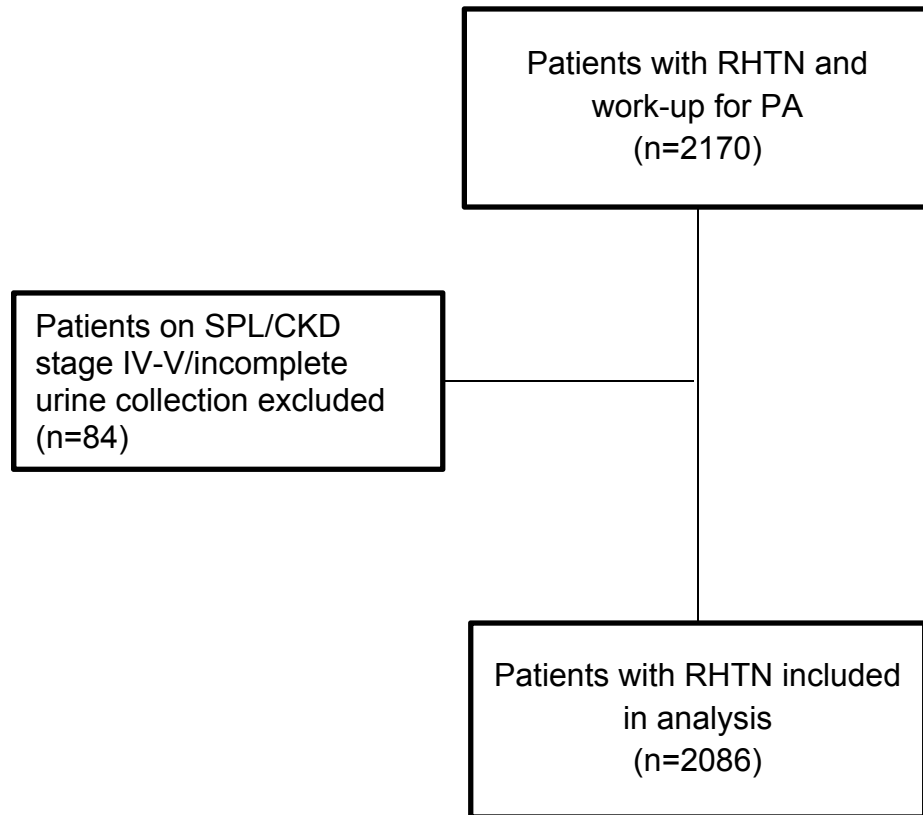 Patients with RHTN and
work-up for PA
(n=2170)
Patients on SPL/CKD
stage IV-V/incomplete
urine collection excluded
(n=84)
Patients with RHTN included
in analysis
(n=2086)